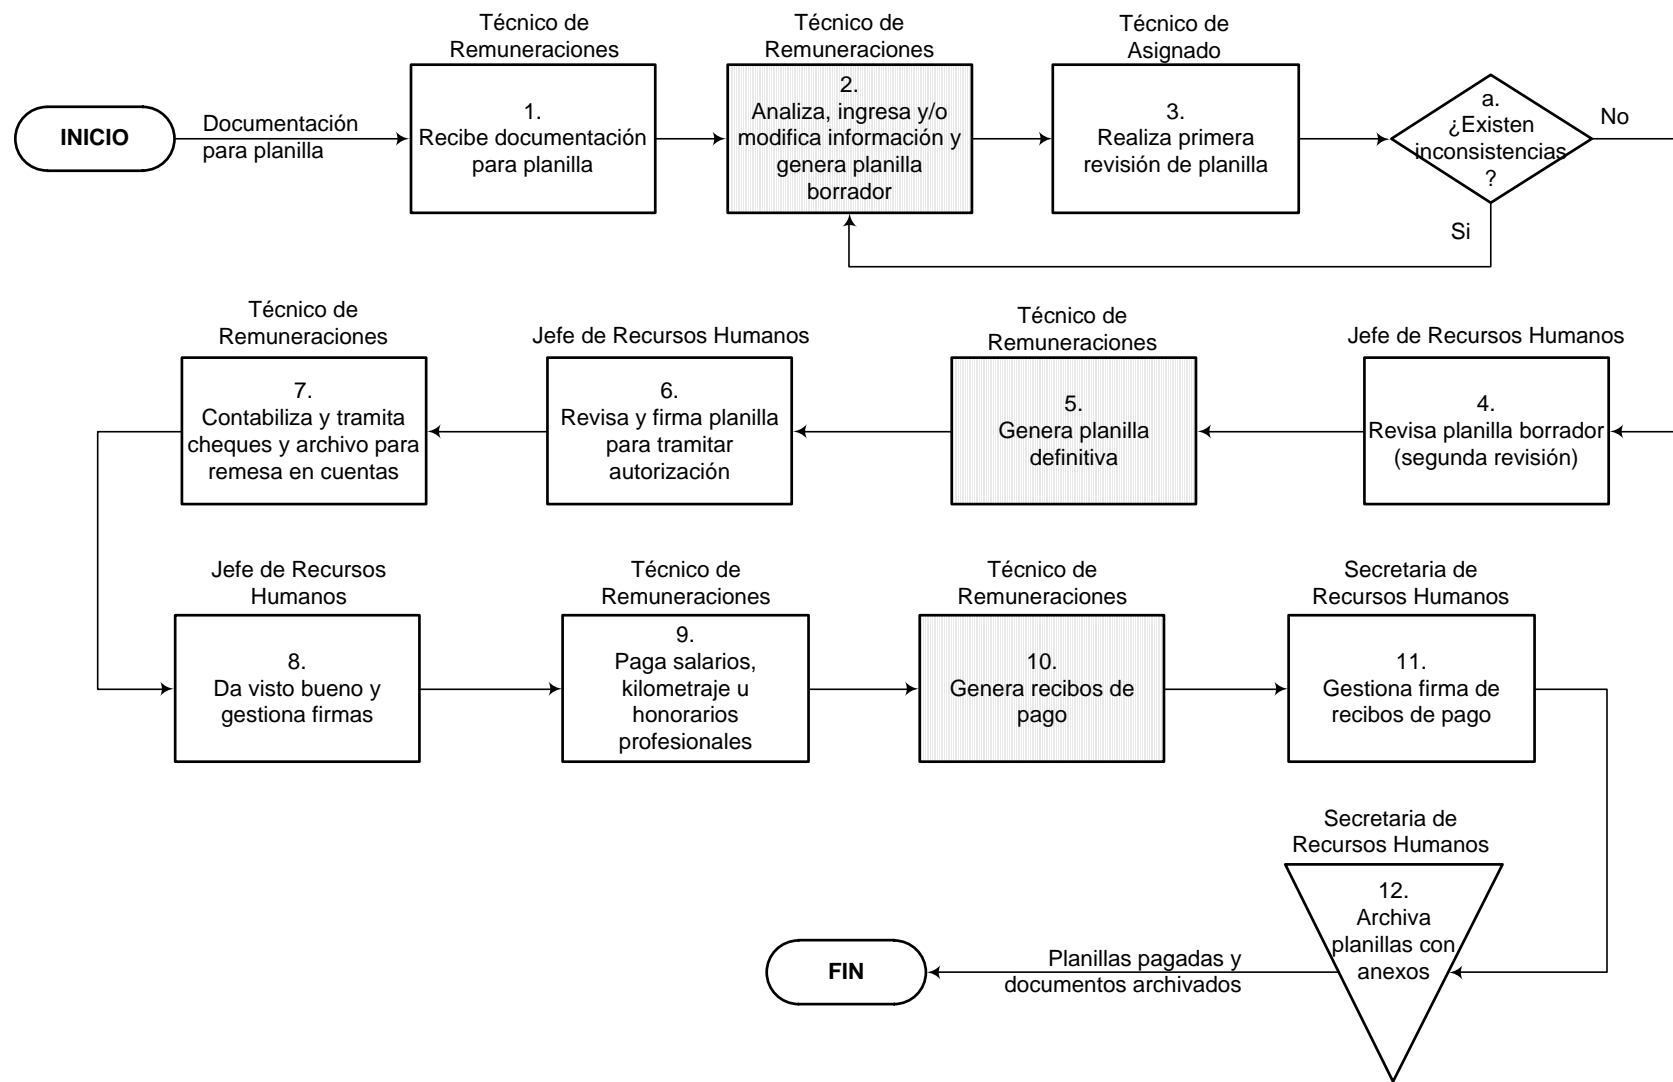 Técnico de
Remuneraciones
Técnico de
Remuneraciones
Técnico de
Asignado
INICIO
Documentación
para planilla
1.
Recibe documentación
para planilla
2.
Analiza, ingresa y/o
modifica información y
genera planilla
borrador
3.
Realiza primera
revisión de planilla
a.
¿Existen
inconsistencias
?
No
Si
Técnico de
Remuneraciones
Jefe de Recursos Humanos
Técnico de
Remuneraciones
Jefe de Recursos Humanos
7.
Contabiliza y tramita
cheques y archivo para
remesa en cuentas
6.
Revisa y firma planilla
para tramitar
autorización
5.
Genera planilla
definitiva
4.
Revisa planilla borrador
(segunda revisión)
Jefe de Recursos
Humanos
Técnico de
Remuneraciones
Técnico de
Remuneraciones
Secretaria de
Recursos Humanos
8.
Da visto bueno y
gestiona firmas
9.
Paga salarios,
kilometraje u
honorarios
profesionales
10.
Genera recibos de
pago
11.
Gestiona firma de
recibos de pago
Secretaria de
Recursos Humanos
12.
Archiva
planillas con
anexos
Planillas pagadas y
documentos archivados
FIN